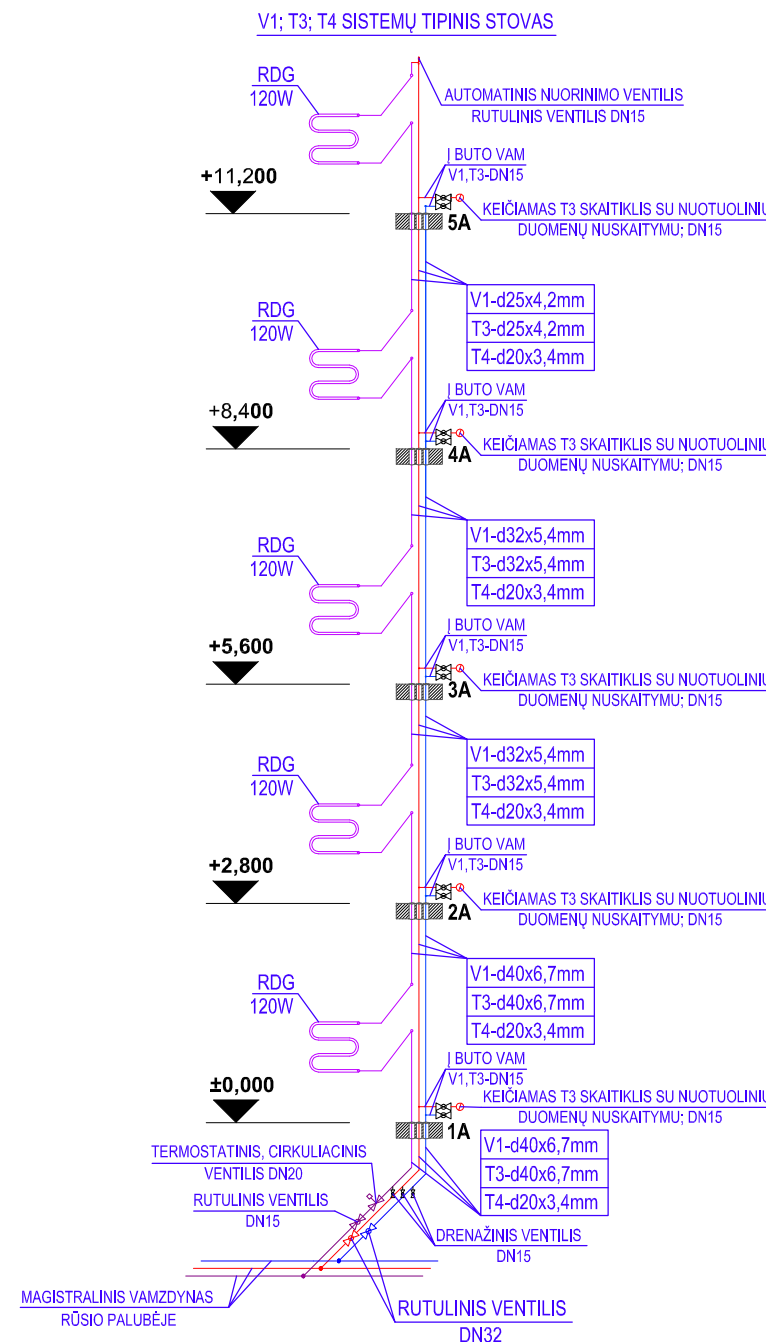 V1; T3; T4 SISTEMŲ TIPINIS STOVAS
RDG
120W
AUTOMATINIS NUORINIMO VENTILIS
RUTULINIS VENTILIS DN15
Į BUTO VAM
V1,T3-DN15
+11,200
KEIČIAMAS T3 SKAITIKLIS SU NUOTUOLINIU
DUOMENŲ NUSKAITYMU; DN15
5A
V1-d25x4,2mm
T3-d25x4,2mm
T4-d20x3,4mm
RDG
120W
Į BUTO VAM
V1,T3-DN15
+8,400
KEIČIAMAS T3 SKAITIKLIS SU NUOTUOLINIU
DUOMENŲ NUSKAITYMU; DN15
4A
V1-d32x5,4mm
T3-d32x5,4mm
T4-d20x3,4mm
RDG
120W
Į BUTO VAM
V1,T3-DN15
+5,600
KEIČIAMAS T3 SKAITIKLIS SU NUOTUOLINIU
DUOMENŲ NUSKAITYMU; DN15
3A
V1-d32x5,4mm
T3-d32x5,4mm
T4-d20x3,4mm
RDG
120W
Į BUTO VAM
V1,T3-DN15
+2,800
KEIČIAMAS T3 SKAITIKLIS SU NUOTUOLINIU
DUOMENŲ NUSKAITYMU; DN15
2A
V1-d40x6,7mm
T3-d40x6,7mm
T4-d20x3,4mm
RDG
120W
Į BUTO VAM
V1,T3-DN15
±0,000
KEIČIAMAS T3 SKAITIKLIS SU NUOTUOLINIU
DUOMENŲ NUSKAITYMU; DN15
1A
V1-d40x6,7mm
T3-d40x6,7mm
T4-d20x3,4mm
TERMOSTATINIS, CIRKULIACINIS
VENTILIS DN20
RUTULINIS VENTILIS
DN15
DRENAŽINIS VENTILIS
DN15
MAGISTRALINIS VAMZDYNAS
RŪSIO PALUBĖJE
RUTULINIS VENTILIS
DN32